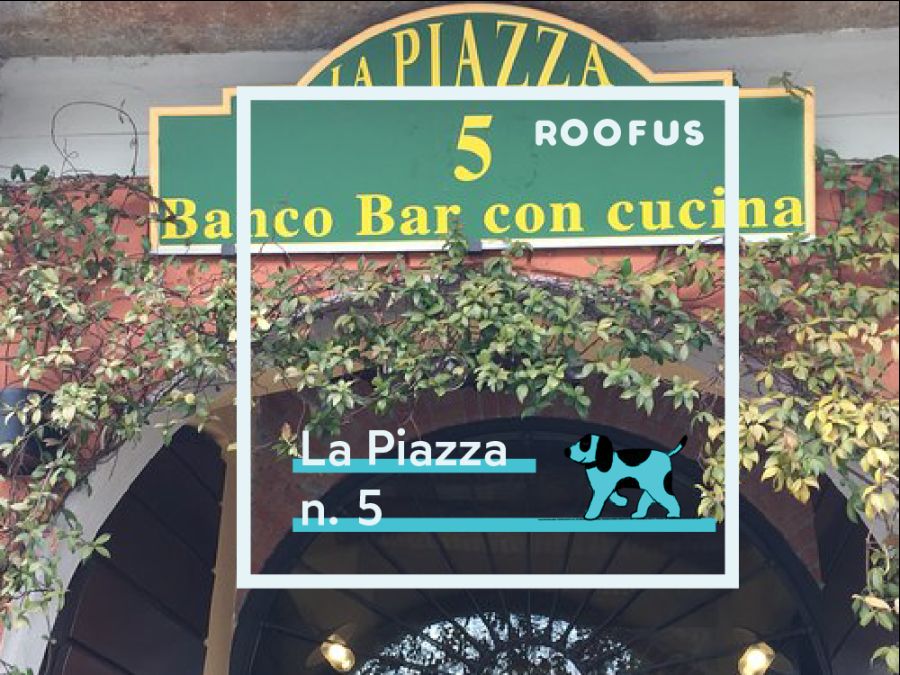 LA PIAZZA
5
ROOFUS
Banco Bar con cucina
La Piazza
n. 5